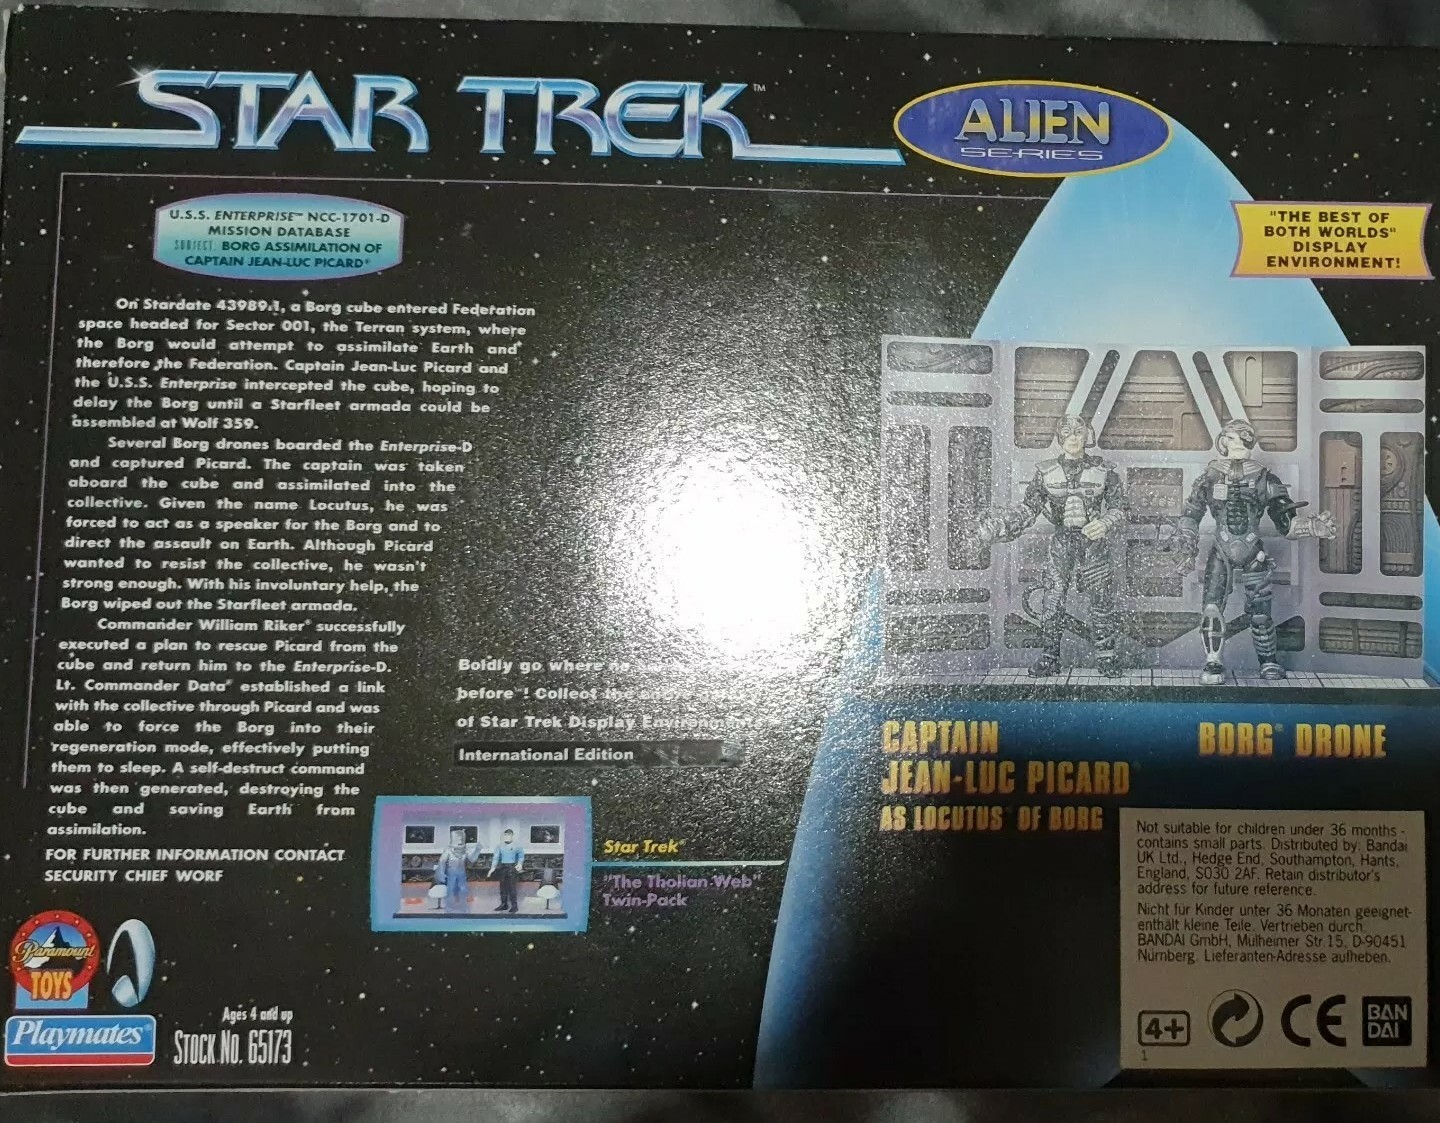 STAR TREK™
ALIEN
SERIES
U.S.S. ENTERPRISE™ NCC-1701-D
MISSION DATABASE
SUBJECT: BORG ASSIMILATION OF
CAPTAIN JEAN-LUC PICARD®
"THE BEST OF
BOTH WORLDS"
DISPLAY
ENVIRONMENT!
On Stardate 43989.1, a Borg cube entered Federation
space headed for Sector 001, the Terran system, where
the Borg would attempt to assimilate Earth and
therefore the Federation. Captain Jean-Luc Picard and
the U.S.S. Enterprise intercepted the cube, hoping to
delay the Borg until a Starfleet armada could be
assembled at Wolf 359.
Several Borg drones boarded the Enterprise-D
and captured Picard. The captain was taken
aboard the cube and assimilated into the
collective. Given the name Locutus, he was
forced to act as a speaker for the Borg and to
direct the assault on Earth. Although Picard
wanted to resist the collective, he wasn't
strong enough. With his involuntary help, the
Borg wiped out the Starfleet armada.
Commander William Riker® successfully
executed a plan to rescue Picard from the
cube and return him to the Enterprise-D.
Lt. Commander Data® established a link
with the collective through Picard and was
able to force the Borg into their
regeneration mode, effectively putting
them to sleep. A self-destruct command
was then generated, destroying the
cube and saving Earth from
assimilation.
FOR FURTHER INFORMATION CONTACT
SECURITY CHIEF WORF
Boldly go where no
before™! Collect the entire
of Star Trek Display Environments
International Edition
Star Trek®
"The Tholian Web"
Twin-Pack
CAPTAIN
JEAN-LUC PICARD®
AS LOCUTUS® OF BORG
BORG® DRONE
Paramount
TOYS
Playmates®
Ages 4 and up
STOCK NO. 65173
Not suitable for children under 36 months -
contains small parts. Distributed by: Bandai
UK Ltd., Hedge End, Southampton, Hants,
England, SO30 2AF. Retain distributor's
address for future reference.
Nicht für Kinder unter 36 Monaten geeignet-
enthält kleine Teile. Vertrieben durch:
BANDAI GmbH, Mulheimer Str.15, D-90451
Nürnberg. Lieferanten-Adresse aufheben.
4+
CE
BAN
DAI
1